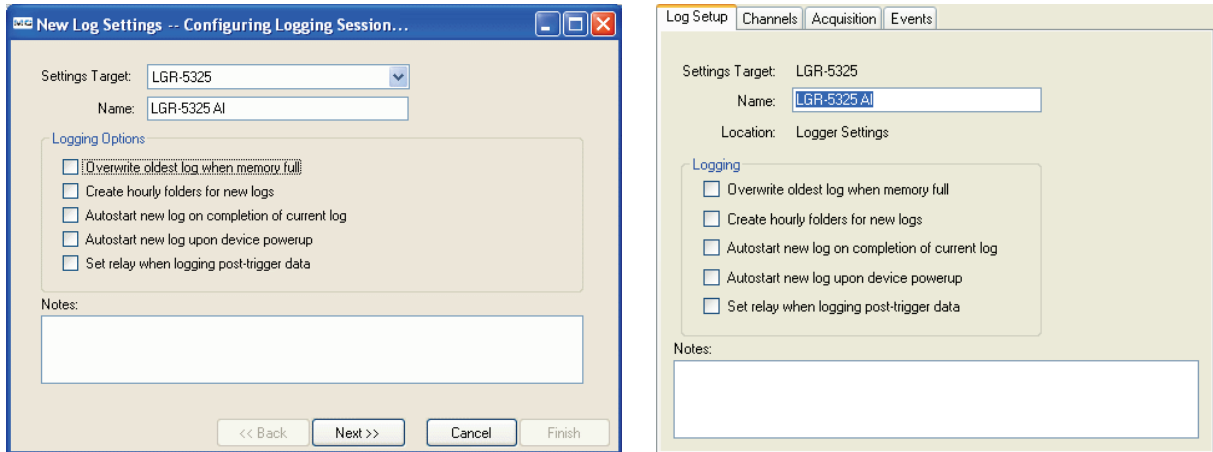 MC New Log Settings -- Configuring Logging Session...
Settings Target: LGR-5325
Name: LGR-5325 AI
Logging Options
Overwrite oldest log when memory full
Create hourly folders for new logs
Autostart new log on completion of current log
Autostart new log upon device powerup
Set relay when logging post-trigger data
Notes:
<< Back Next >> Cancel Finish
Log Setup Channels Acquisition Events
Settings Target: LGR-5325
Name: LGR-5325 AI
Location: Logger Settings
Logging
Overwrite oldest log when memory full
Create hourly folders for new logs
Autostart new log on completion of current log
Autostart new log upon device powerup
Set relay when logging post-trigger data
Notes: